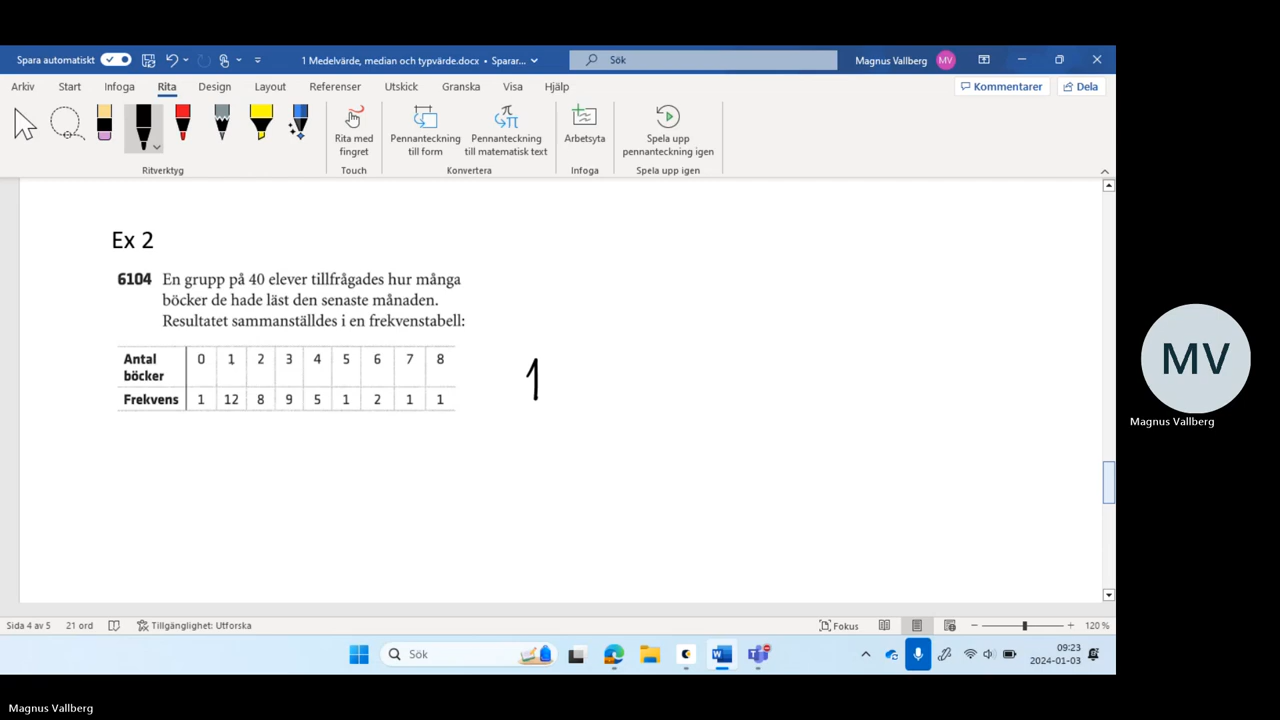 Spara automatiskt
1 Medelvärde, median och typvärde.docx • Sparar...
Sök
Magnus Vallberg
MV
Arkiv Start Infoga Rita Design Layout Referenser Utskick Granska Visa Hjälp
Kommentarer
Dela
Rita med fingret
Pennanteckning till form
Pennanteckning till matematisk text
Arbetsyta
Spela upp pennanteckning igen
Ritverktyg
Touch
Konvertera
Infoga
Spela upp igen
Ex 2
6104 En grupp på 40 elever tillfrågades hur många
böcker de hade läst den senaste månaden.
Resultatet sammanställdes i en frekvenstabell:
Antal böcker 0 1 2 3 4 5 6 7 8
Frekvens 1 12 8 9 5 1 2 1 1
1
MV
Magnus Vallberg
Sida 4 av 5
21 ord
Tillgänglighet: Utforska
Fokus
120 %
Sök
09:23
2024-01-03
Magnus Vallberg